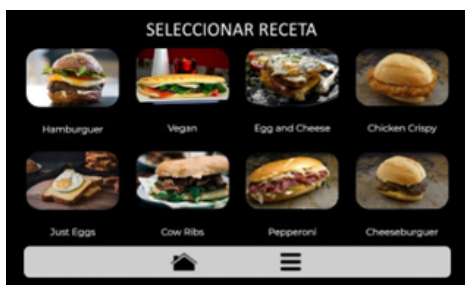 SELECCIONAR RECETA
Hamburguer Vegan Egg and Cheese Chicken Crispy
Just Eggs Cow Ribs Pepperoni Cheeseburguer